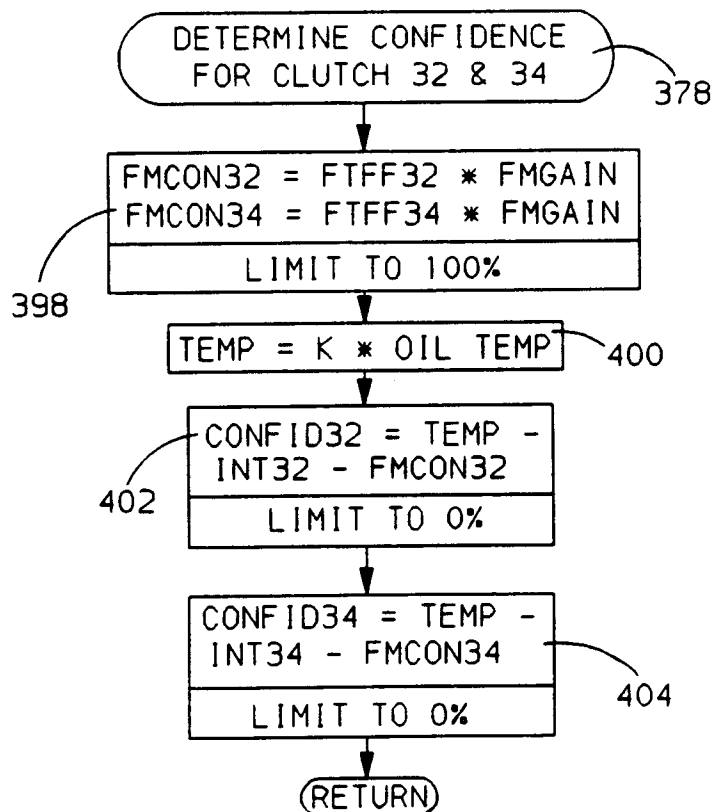 DETERMINE CONFIDENCE
FOR CLUTCH 32 & 34
378
FMCON32 = FTFF32 * FMGAIN
FMCON34 = FTFF34 * FMGAIN
LIMIT TO 100%
398
TEMP = K * OIL TEMP
400
CONFID32 = TEMP -
INT32 - FMCON32
402
LIMIT TO 0%
CONFID34 = TEMP -
INT34 - FMCON34
404
LIMIT TO 0%
RETURN